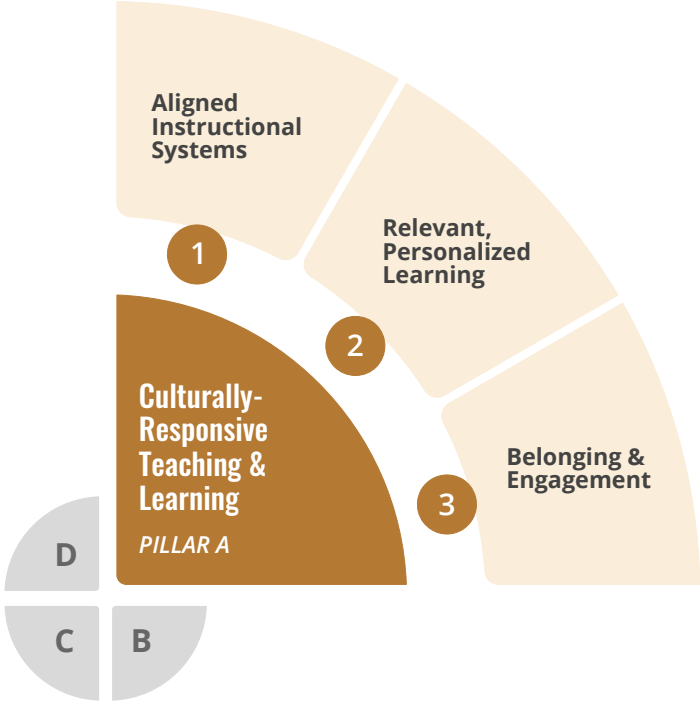 Aligned
Instructional
Systems
1
Relevant,
Personalized
Learning
2
Belonging &
Engagement
3
Culturally-
Responsive
Teaching &
Learning
PILLAR A
D
C
B